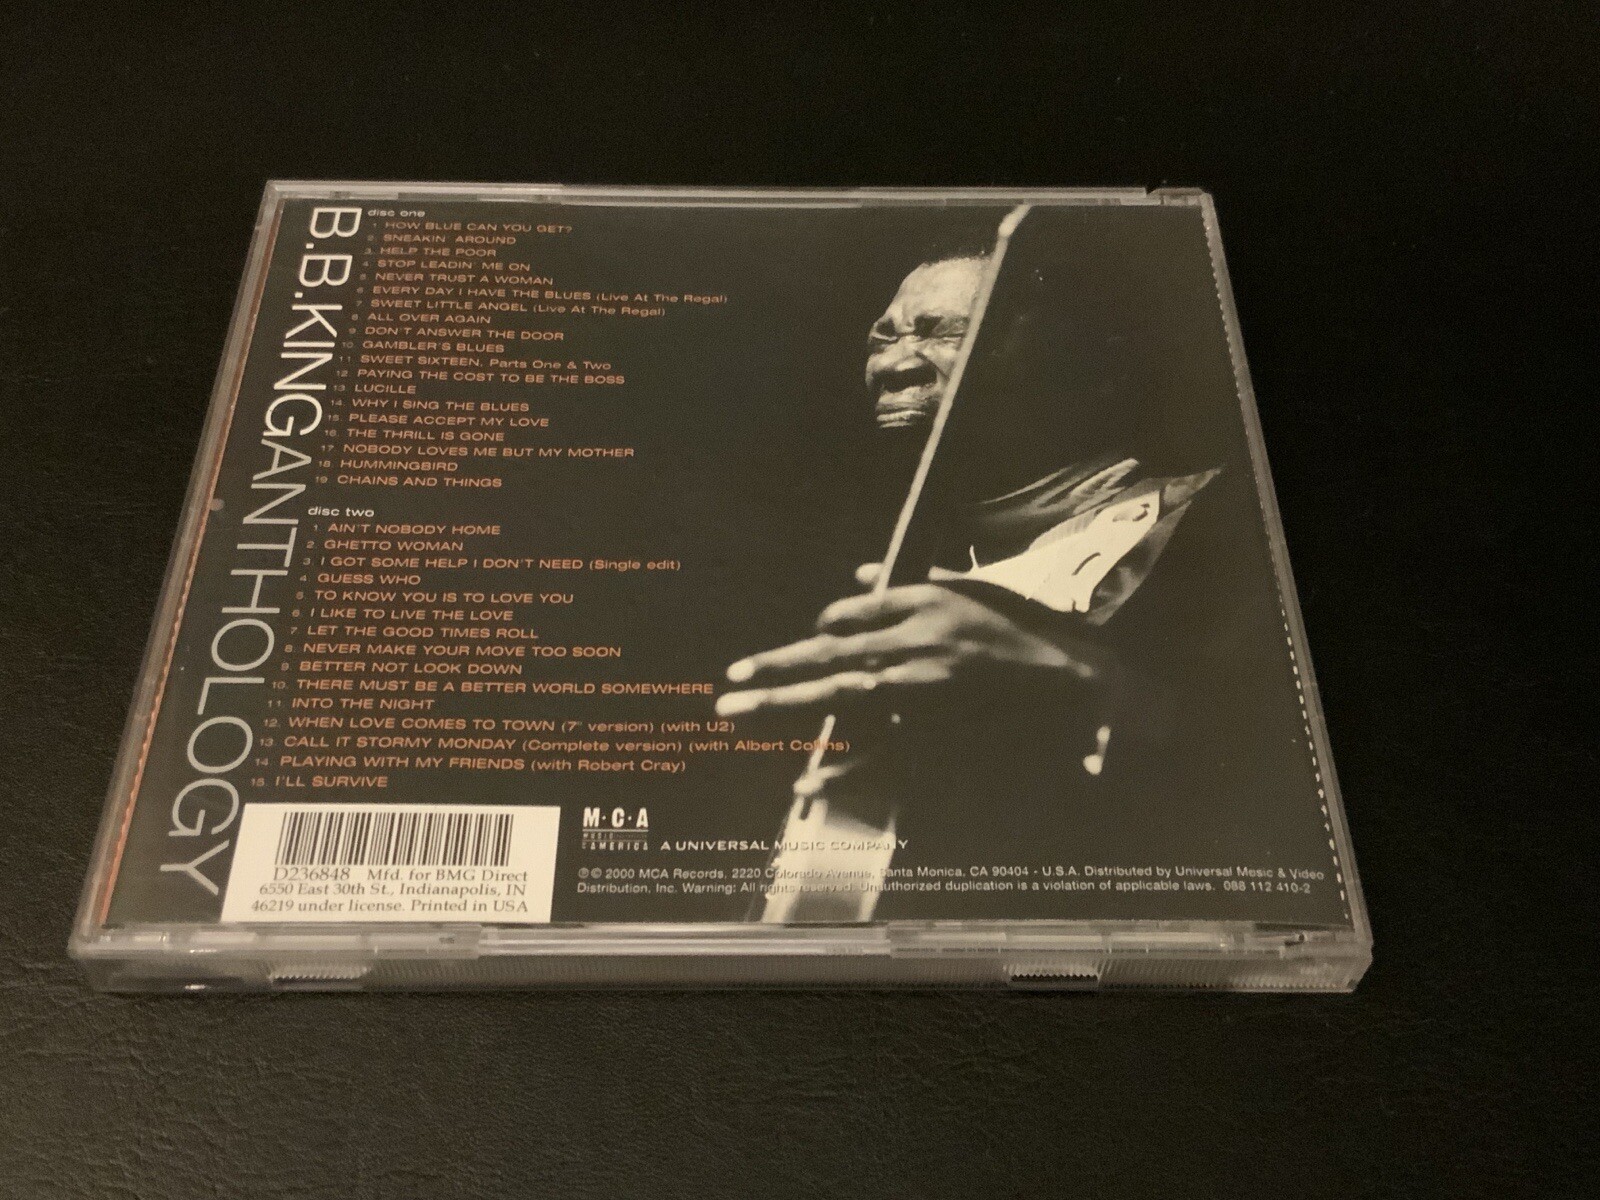 B.B.KING ANTHOLOGY
disc one
1. HOW BLUE CAN YOU GET?
2. SNEAKIN' AROUND
3. HELP THE POOR
4. STOP LEADIN' ME ON
5. NEVER TRUST A WOMAN
6. EVERY DAY I HAVE THE BLUES (Live At The Regal)
7. SWEET LITTLE ANGEL (Live At The Regal)
8. ALL OVER AGAIN
9. DON'T ANSWER THE DOOR
10. GAMBLER'S BLUES
11. SWEET SIXTEEN, Parts One & Two
12. PAYING THE COST TO BE THE BOSS
13. LUCILLE
14. WHY I SING THE BLUES
15. PLEASE ACCEPT MY LOVE
16. THE THRILL IS GONE
17. NOBODY LOVES ME BUT MY MOTHER
18. HUMMINGBIRD
19. CHAINS AND THINGS
disc two
1. AIN'T NOBODY HOME
2. GHETTO WOMAN
3. I GOT SOME HELP I DON'T NEED (Single edit)
4. GUESS WHO
5. TO KNOW YOU IS TO LOVE YOU
6. I LIKE TO LIVE THE LOVE
7. LET THE GOOD TIMES ROLL
8. NEVER MAKE YOUR MOVE TOO SOON
9. BETTER NOT LOOK DOWN
10. THERE MUST BE A BETTER WORLD SOMEWHERE
11. INTO THE NIGHT
12. WHEN LOVE COMES TO TOWN (7" version) (with U2)
13. CALL IT STORMY MONDAY (Complete version) (with Albert Collins)
14. PLAYING WITH MY FRIENDS (with Robert Cray)
15. I'LL SURVIVE
D236848 Mfd. for BMG Direct
6550 East 30th St., Indianapolis, IN
46219 under license. Printed in USA
M·C·A
MUSIC
AMERICA
A UNIVERSAL MUSIC COMPANY
℗© 2000 MCA Records, 2220 Colorado Avenue, Santa Monica, CA 90404 - U.S.A. Distributed by Universal Music & Video
Distribution, Inc. Warning: All rights reserved. Unauthorized duplication is a violation of applicable laws. 088 112 410-2